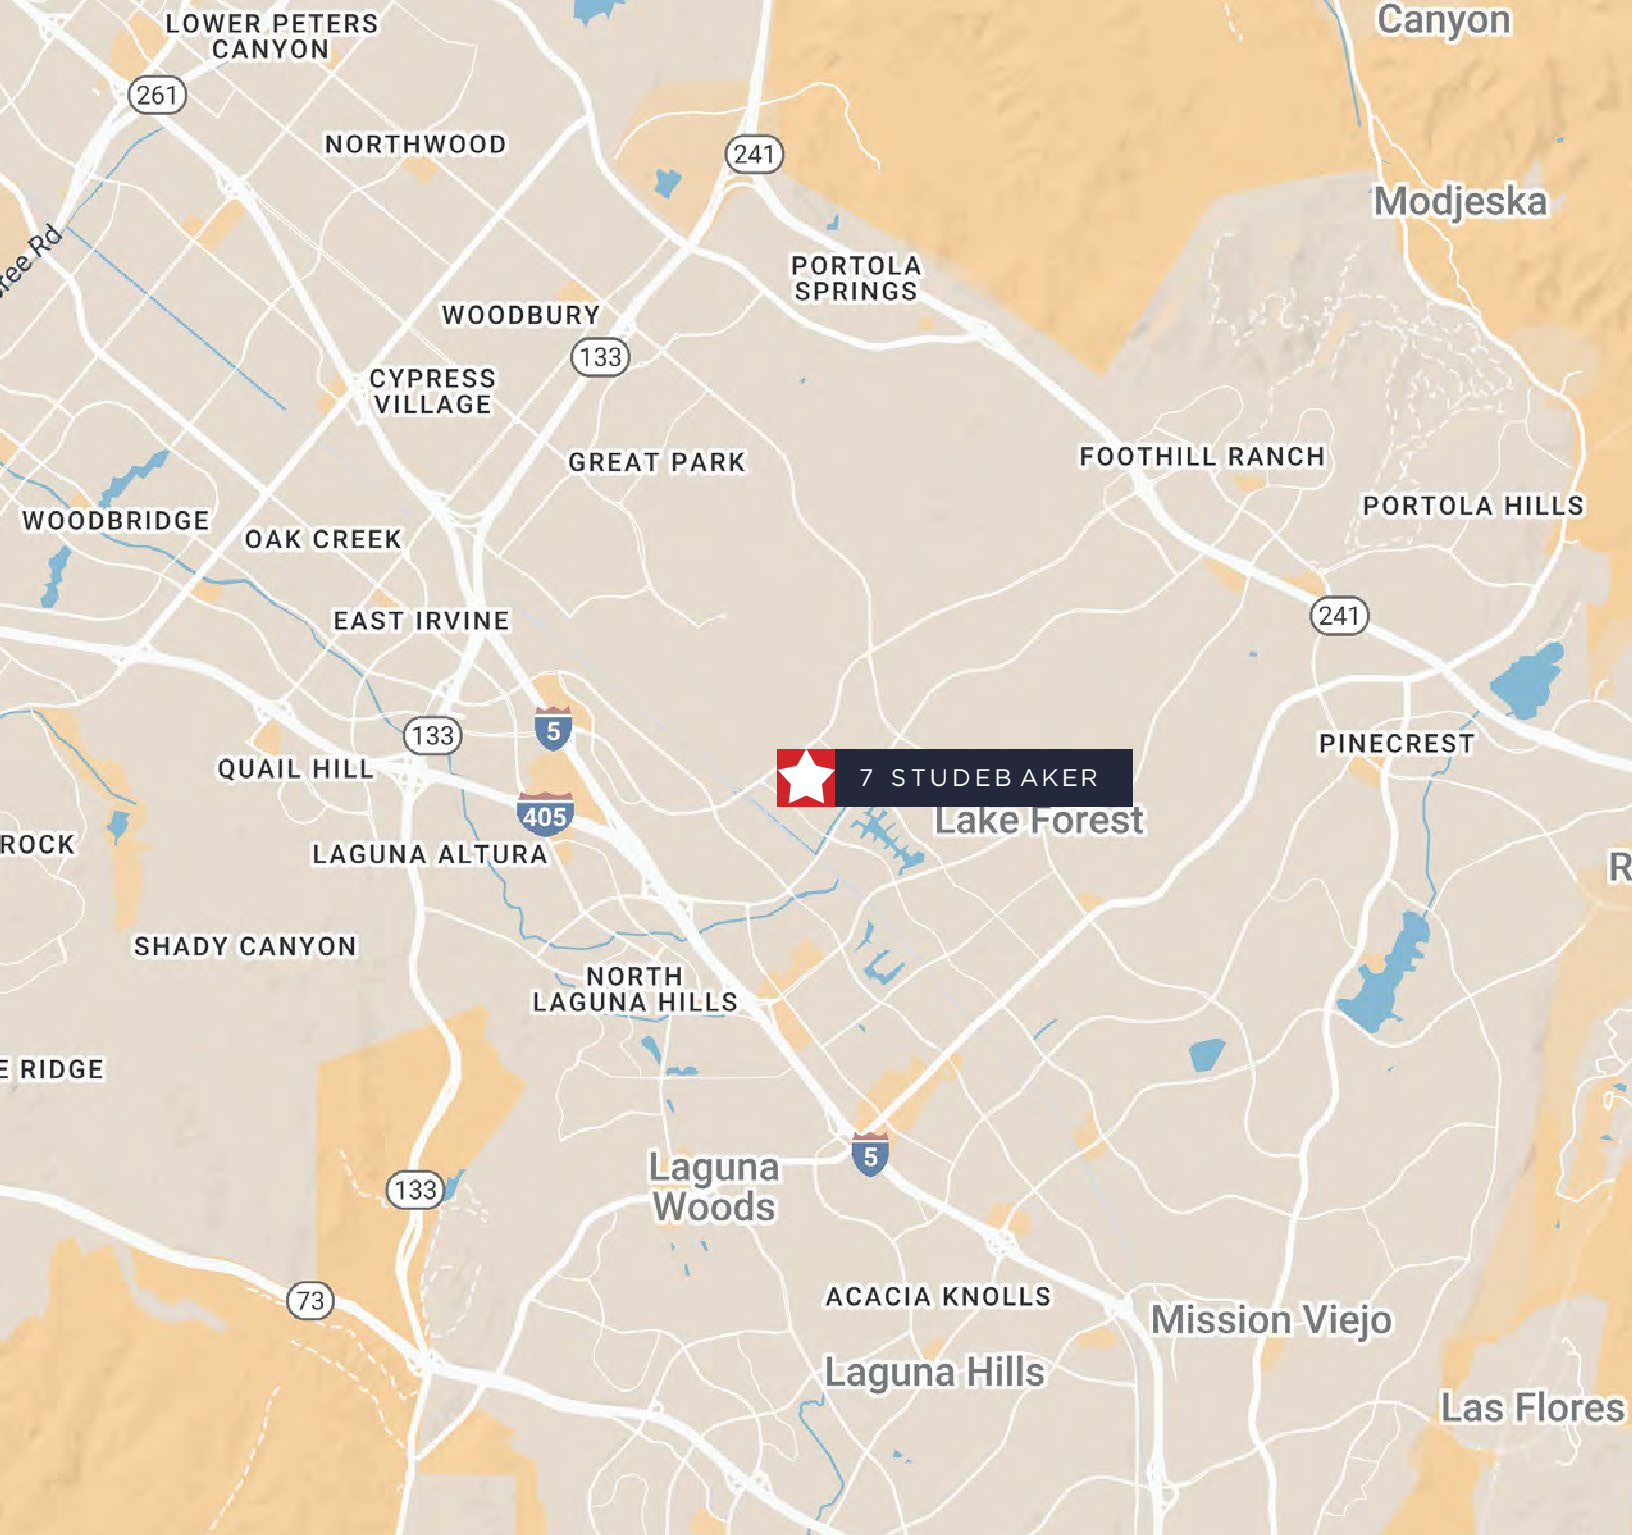 LOWER PETERS
CANYON
Canyon
261
NORTHWOOD
241
Modjeska
ree Rd
PORTOLA
SPRINGS
WOODBURY
133
CYPRESS
VILLAGE
GREAT PARK
FOOTHILL RANCH
PORTOLA HILLS
WOODBRIDGE
OAK CREEK
EAST IRVINE
241
5
133
PINECREST
QUAIL HILL
7 STUDEBAKER
405
Lake Forest
ROCK
LAGUNA ALTURA
R
SHADY CANYON
NORTH
LAGUNA HILLS
E RIDGE
5
Laguna
Woods
133
73
ACACIA KNOLLS
Mission Viejo
Laguna Hills
Las Flores